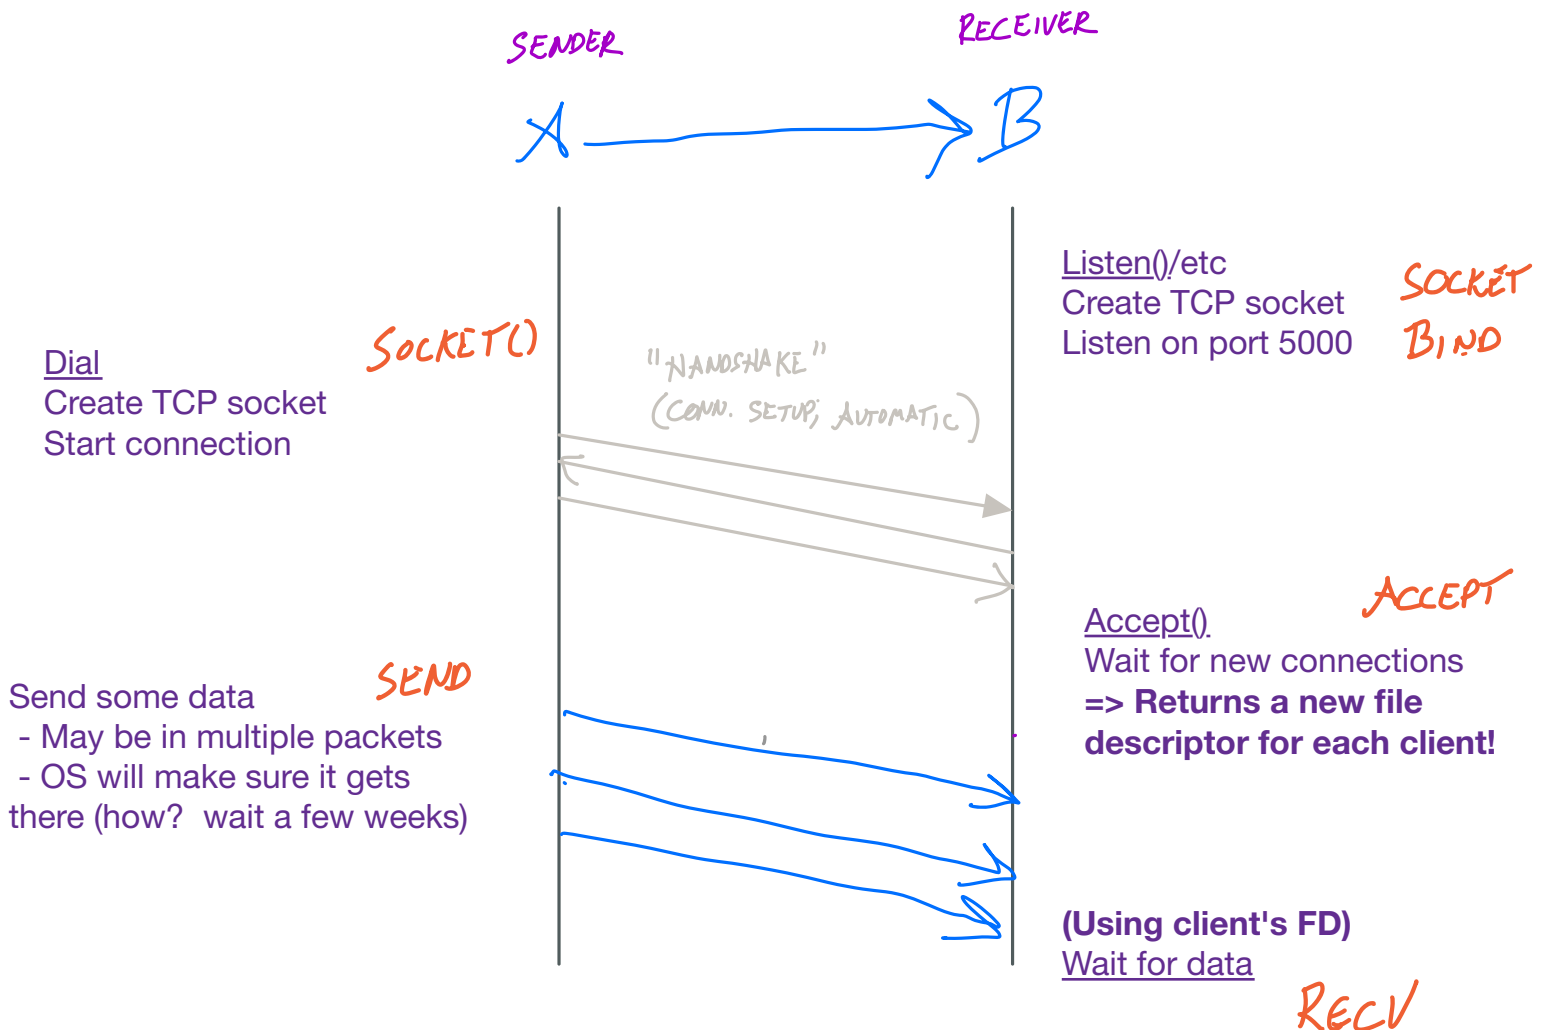 SENDER
RECEIVER
A
B
Listen()/etc
Create TCP socket
Listen on port 5000
SOCKET
BIND
Dial
Create TCP socket
Start connection
SOCKET()
"HANDSHAKE"
(CONN. SETUP; AUTOMATIC)
Accept()
Wait for new connections
=> Returns a new file
descriptor for each client!
ACCEPT
Send some data
- May be in multiple packets
- OS will make sure it gets
there (how?  wait a few weeks)
SEND
(Using client's FD)
Wait for data
RECV